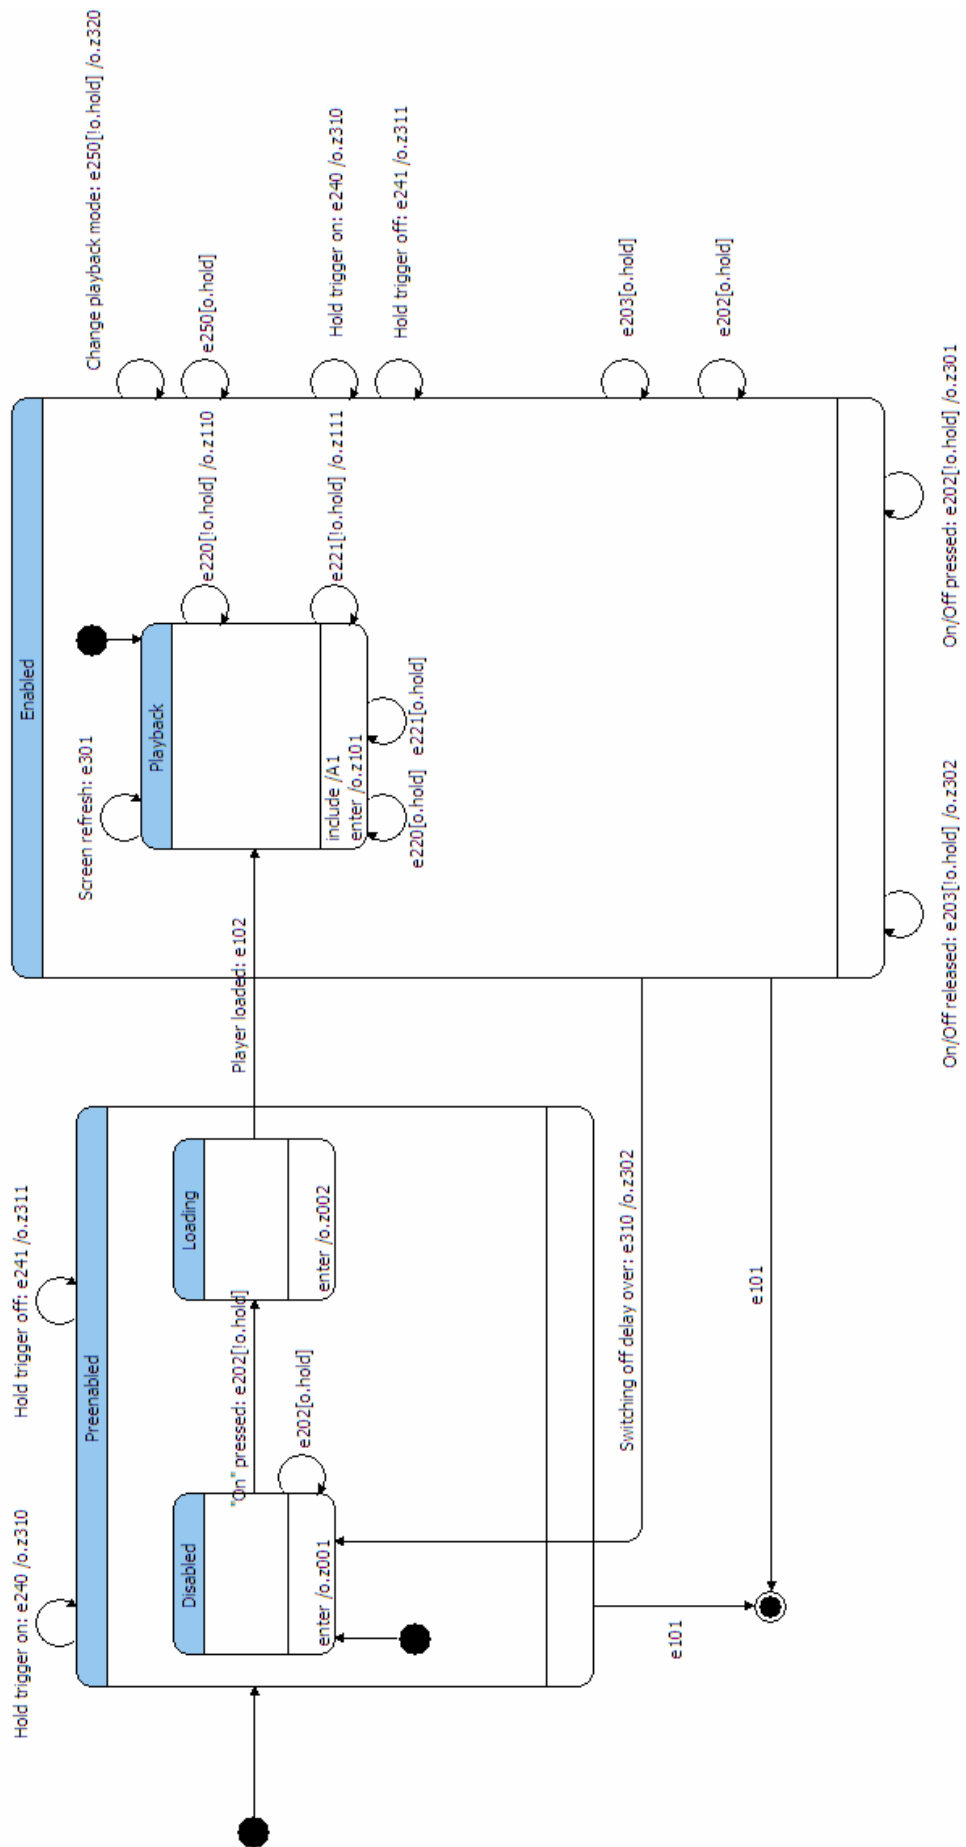 Hold trigger on: e240 /o.z310
Hold trigger off: e241 /o.z311
Preenabled
Disabled
enter /o.z001
"On" pressed: e202[!o.hold]
e202[o.hold]
Loading
enter /o.z002
Player loaded: e102
Switching off delay over: e310 /o.z302
e101
e101
Enabled
Screen refresh: e301
Playback
include /A1
enter /o.z101
e220[!o.hold] /o.z110
e221[!o.hold] /o.z111
e220[o.hold]
e221[o.hold]
Change playback mode: e250[!o.hold] /o.z320
e250[o.hold]
Hold trigger on: e240 /o.z310
Hold trigger off: e241 /o.z311
e203[o.hold]
e202[o.hold]
On/Off released: e203[!o.hold] /o.z302
On/Off pressed: e202[!o.hold] /o.z301